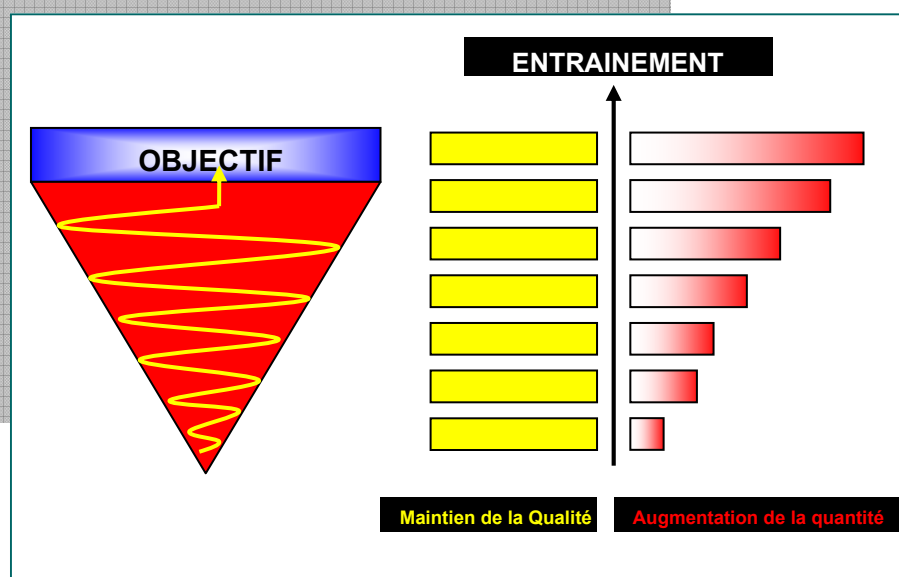 ENTRAINEMENT
OBJECTIF
Maintien de la Qualité
Augmentation de la quantité